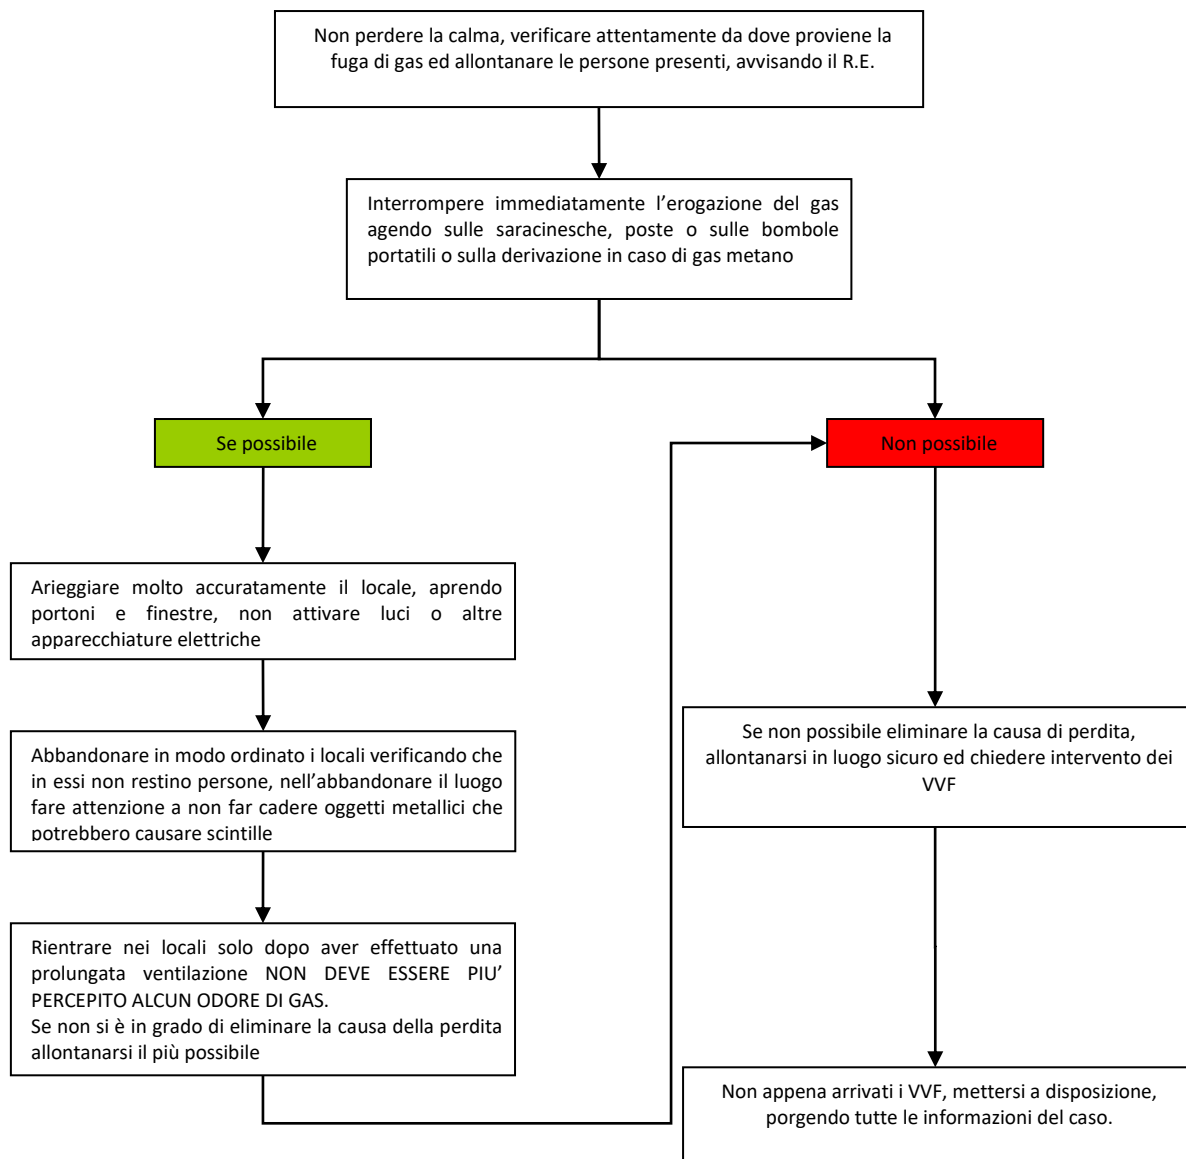 Non perdere la calma, verificare attentamente da dove proviene la
fuga di gas ed allontanare le persone presenti, avvisando il R.E.
Interrompere immediatamente l’erogazione del gas
agendo sulle saracinesche, poste o sulle bombole
portatili o sulla derivazione in caso di gas metano
Se possibile
Non possibile
Arieggiare molto accuratamente il locale, aprendo
portoni e finestre, non attivare luci o altre
apparecchiature elettriche
Abbandonare in modo ordinato i locali verificando che
in essi non restino persone, nell’abbandonare il luogo
fare attenzione a non far cadere oggetti metallici che
potrebbero causare scintille
Rientrare nei locali solo dopo aver effettuato una
prolungata ventilazione NON DEVE ESSERE PIU’
PERCEPITO ALCUN ODORE DI GAS.
Se non si è in grado di eliminare la causa della perdita
allontanarsi il più possibile
Se non possibile eliminare la causa di perdita,
allontanarsi in luogo sicuro ed chiedere intervento dei
VVF
Non appena arrivati i VVF, mettersi a disposizione,
porgendo tutte le informazioni del caso.